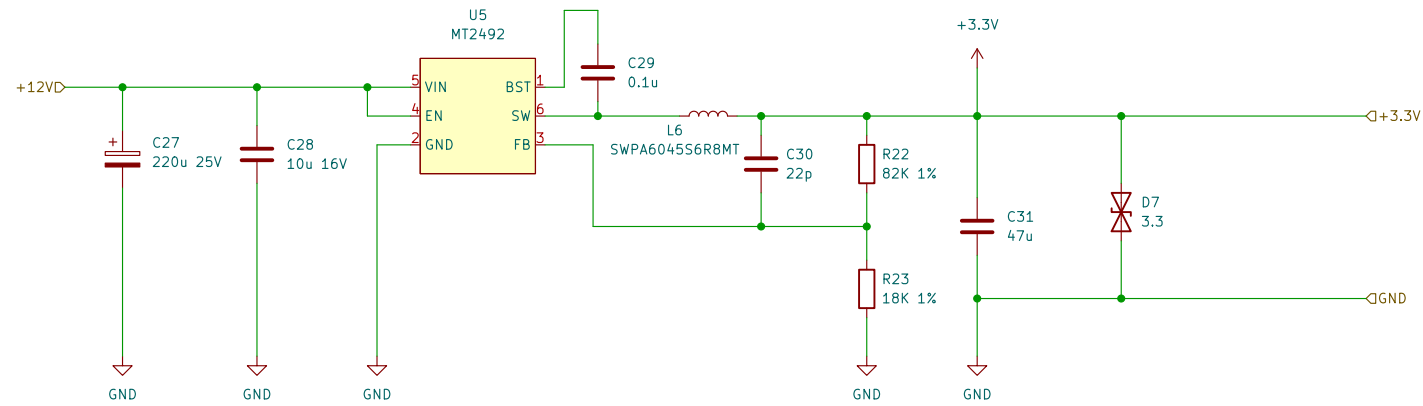 U5
MT2492
+3.3V
+12V
5
VIN
BST
1
C29
0.1u
4
EN
SW
6
+3.3V
2
GND
FB
3
L6
SWPA6045S6R8MT
C27
220u 25V
+
C28
10u 16V
C30
22p
R22
82K 1%
C31
47u
D7
3.3
R23
18K 1%
GND
GND
GND
GND
GND
GND